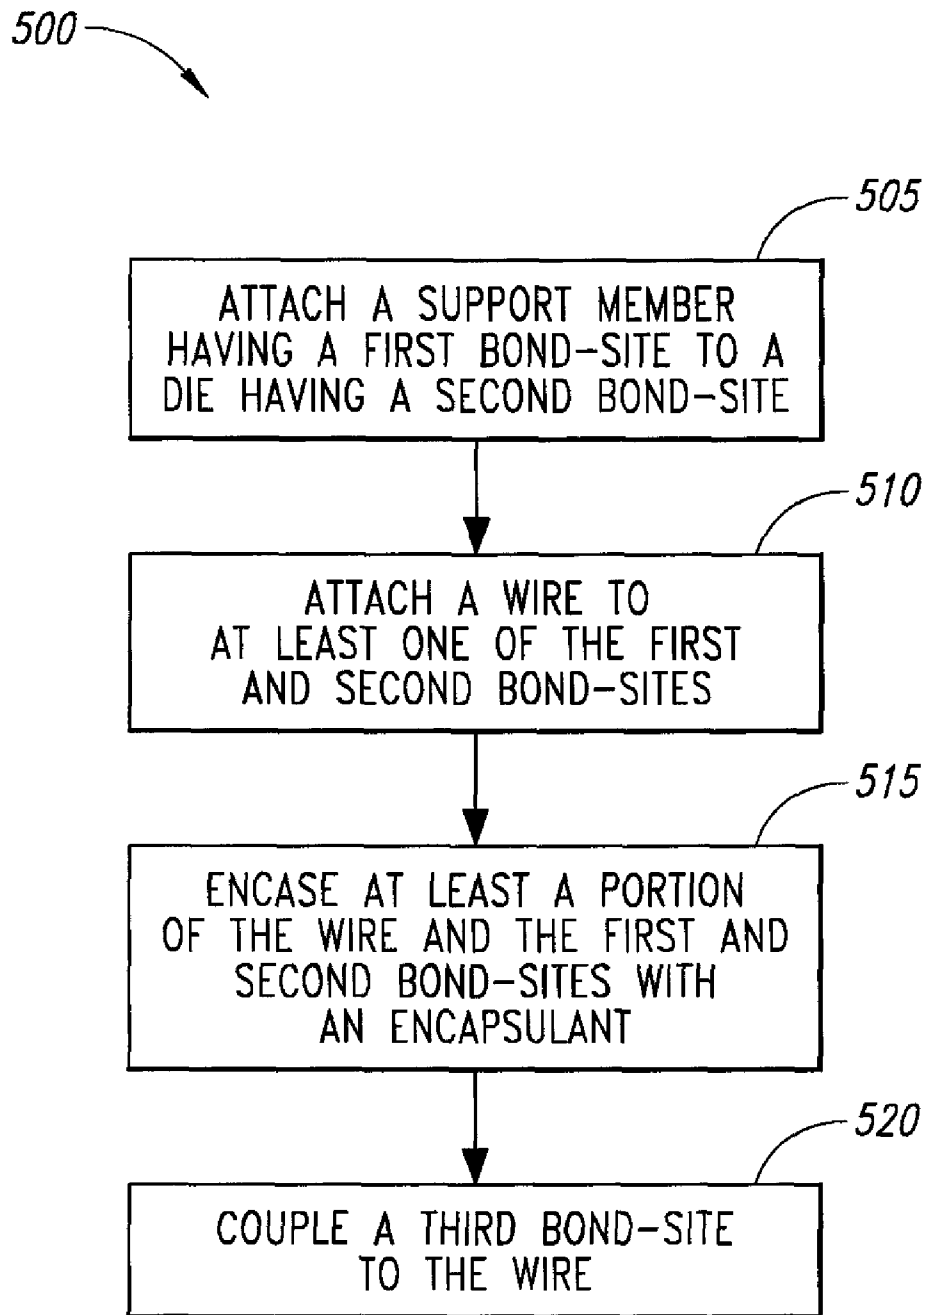 500
505
ATTACH A SUPPORT MEMBER
HAVING A FIRST BOND-SITE TO A
DIE HAVING A SECOND BOND-SITE
510
ATTACH A WIRE TO
AT LEAST ONE OF THE FIRST
AND SECOND BOND-SITES
515
ENCASE AT LEAST A PORTION
OF THE WIRE AND THE FIRST AND
SECOND BOND-SITES WITH
AN ENCAPSULANT
520
COUPLE A THIRD BOND-SITE
TO THE WIRE